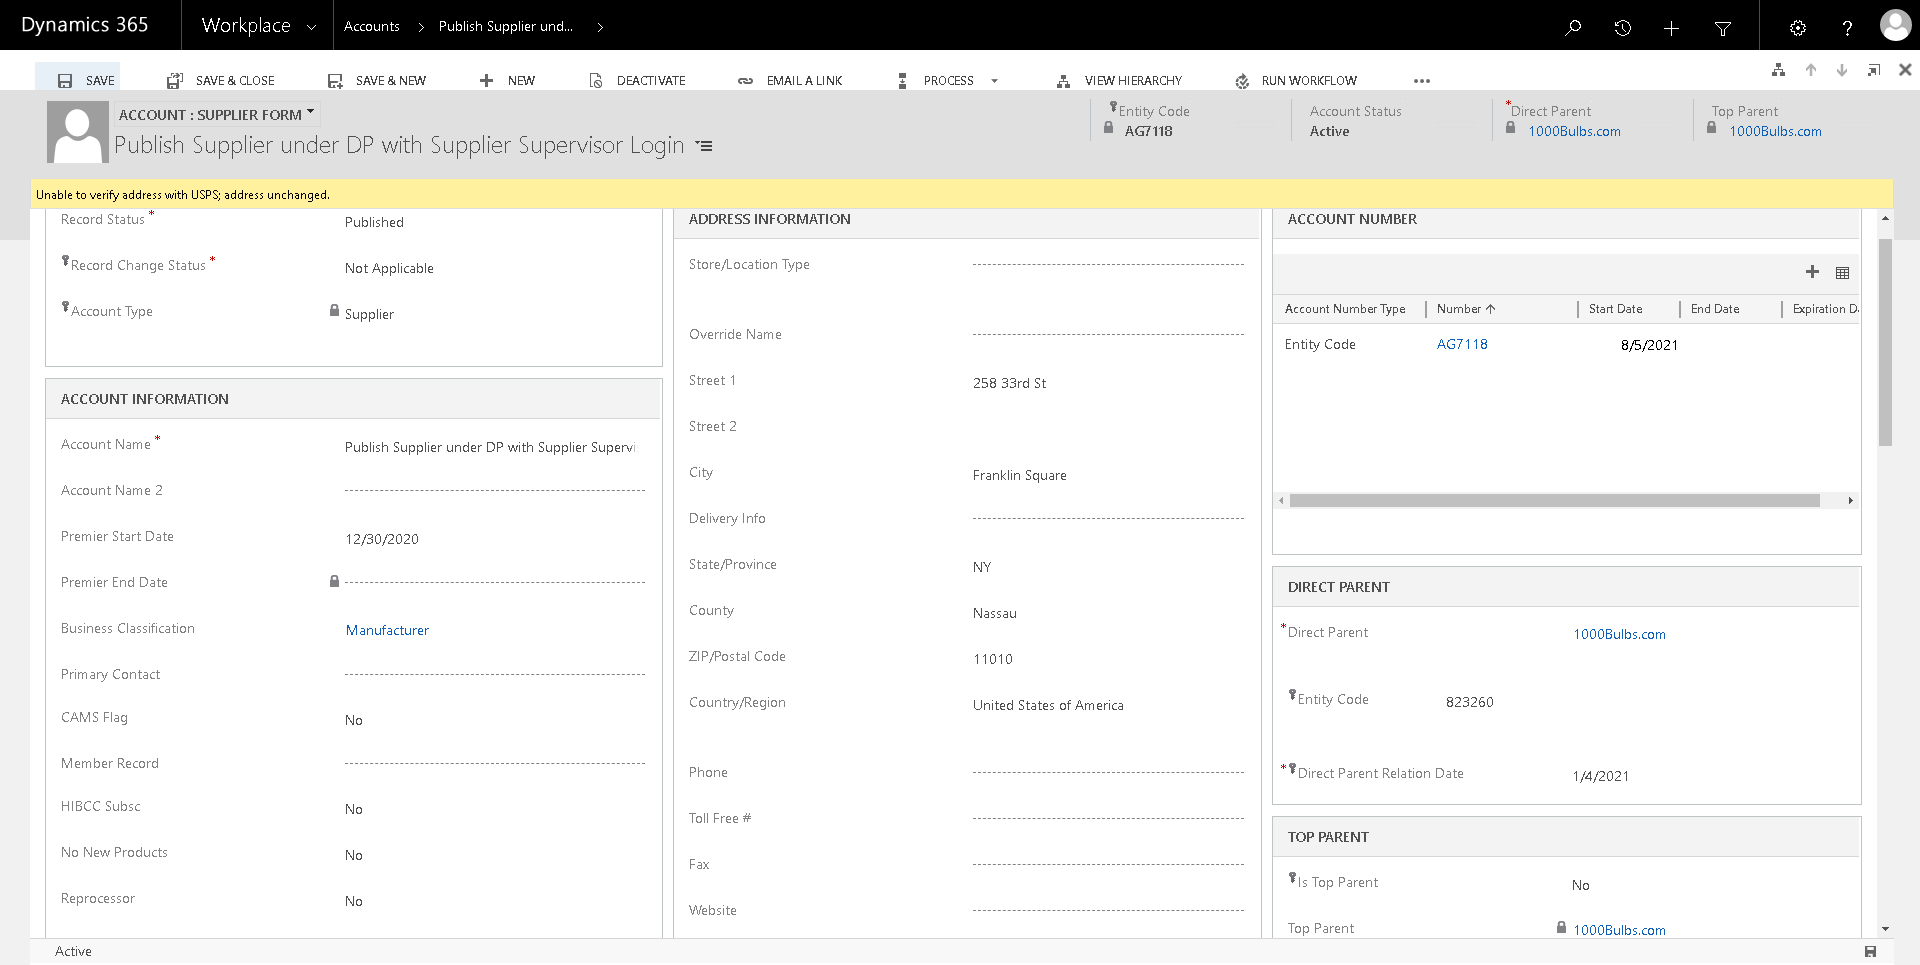 Dynamics 365
Workplace
Accounts
Publish Supplier und...
SAVE
SAVE & CLOSE
SAVE & NEW
NEW
DEACTIVATE
EMAIL A LINK
PROCESS
VIEW HIERARCHY
RUN WORKFLOW
ACCOUNT : SUPPLIER FORM
Publish Supplier under DP with Supplier Supervisor Login
Entity Code
AG7118
Account Status
Active
*Direct Parent
1000Bulbs.com
Top Parent
1000Bulbs.com
Unable to verify address with USPS; address unchanged.
Record Status *
Published
Record Change Status *
Not Applicable
Account Type
Supplier
ACCOUNT INFORMATION
Account Name *
Publish Supplier under DP with Supplier Supervi
Account Name 2
Premier Start Date
12/30/2020
Premier End Date
Business Classification
Manufacturer
Primary Contact
CAMS Flag
No
Member Record
HIBCC Subsc
No
No New Products
No
Reprocessor
No
ADDRESS INFORMATION
Store/Location Type
Override Name
Street 1
258 33rd St
Street 2
City
Franklin Square
Delivery Info
State/Province
NY
County
Nassau
ZIP/Postal Code
11010
Country/Region
United States of America
Phone
Toll Free #
Fax
Website
ACCOUNT NUMBER
Account Number Type
Number
Start Date
End Date
Expiration D
Entity Code
AG7118
8/5/2021
DIRECT PARENT
*Direct Parent
1000Bulbs.com
Entity Code
823260
*Direct Parent Relation Date
1/4/2021
TOP PARENT
Is Top Parent
No
Top Parent
1000Bulbs.com
Active